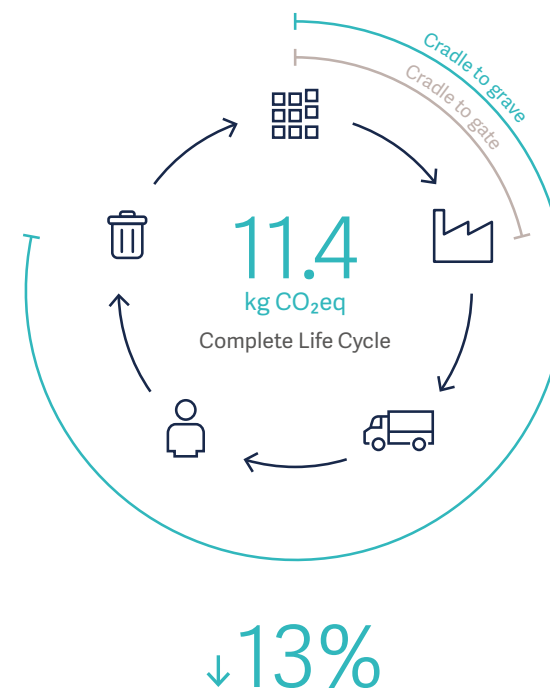 Cradle to grave
Cradle to gate
11.4
kg CO₂eq
Complete Life Cycle
↓13%